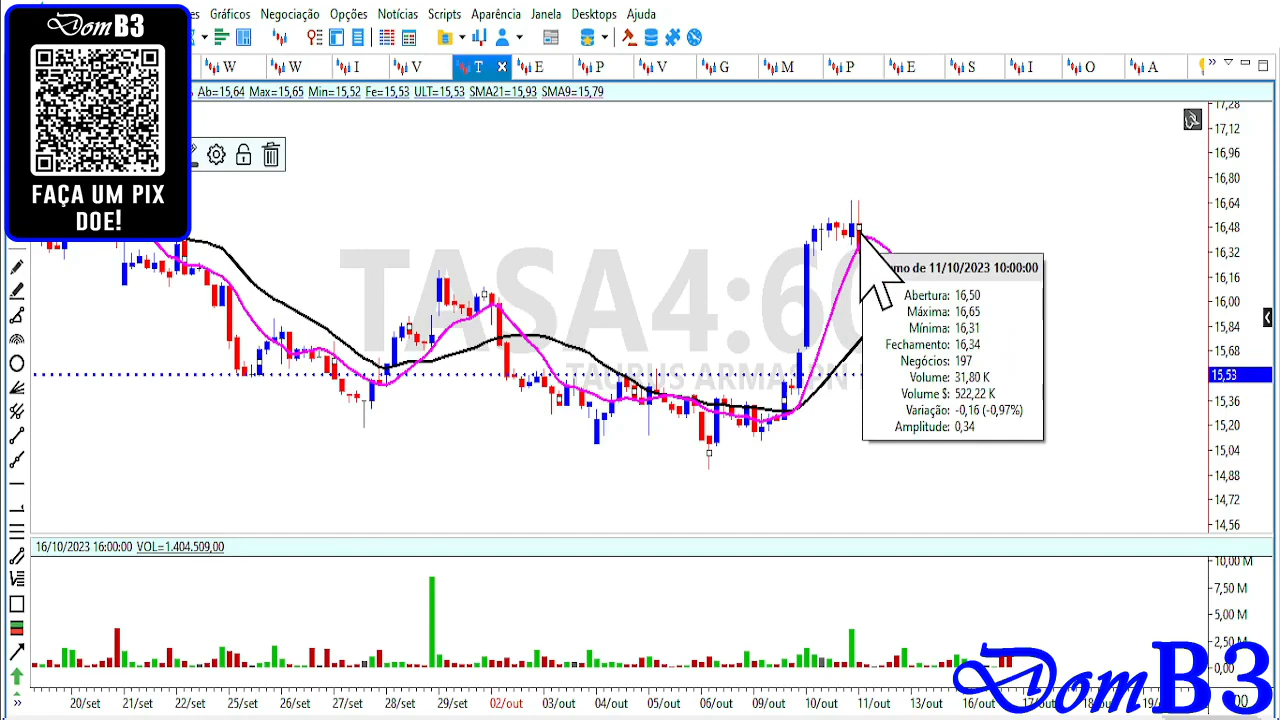 Gráficos Negociação Opções Notícias Scripts Aparência Janela Desktops Ajuda
DomB3
FAÇA UM PIX
DOE!
W W I V T E P V G M P E S I O A
Ab=15,64 Max=15,65 Min=15,52 Fe=15,53 ULT=15,53 SMA21=15,93 SMA9=15,79
TASA4:60
TAURUS ARMAS
17,28
17,12
16,96
16,80
16,64
16,48
16,32
16,16
16,00
15,84
15,68
15,53
15,36
15,20
15,04
14,88
14,72
14,56
de 11/10/2023 10:00:00
Abertura: 16,50
Máxima: 16,65
Mínima: 16,31
Fechamento: 16,34
Negócios: 197
Volume: 31,80 K
Volume $: 522,22 K
Variação: -0,16 (-0,97%)
Amplitude: 0,34
16/10/2023 16:00:00 VOL=1.404.509,00
10,00 M
7,50 M
5,00 M
2,50 M
0,00
20/set 21/set 22/set 25/set 26/set 27/set 28/set 29/set 02/out 03/out 04/out 05/out 06/out 09/out 10/out 11/out 13/out 16/out 17/out
DomB3